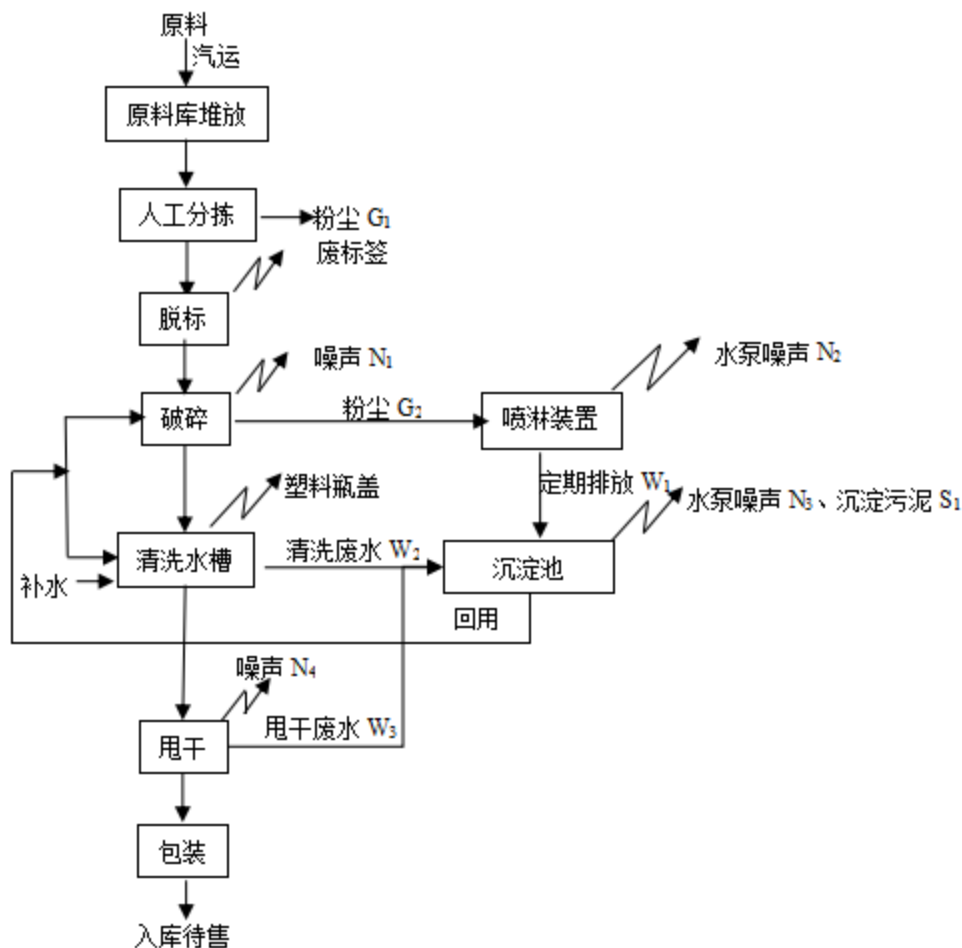 原料
汽运
原料库堆放
人工分拣
粉尘 G₁
废标签
脱标
噪声 N₁
水泵噪声 N₂
破碎
粉尘 G₂
喷淋装置
塑料瓶盖
定期排放 W₁
水泵噪声 N₃、沉淀污泥 S₁
清洗水槽
清洗废水 W₂
沉淀池
补水
回用
噪声 N₄
甩干废水 W₃
甩干
包装
入库待售